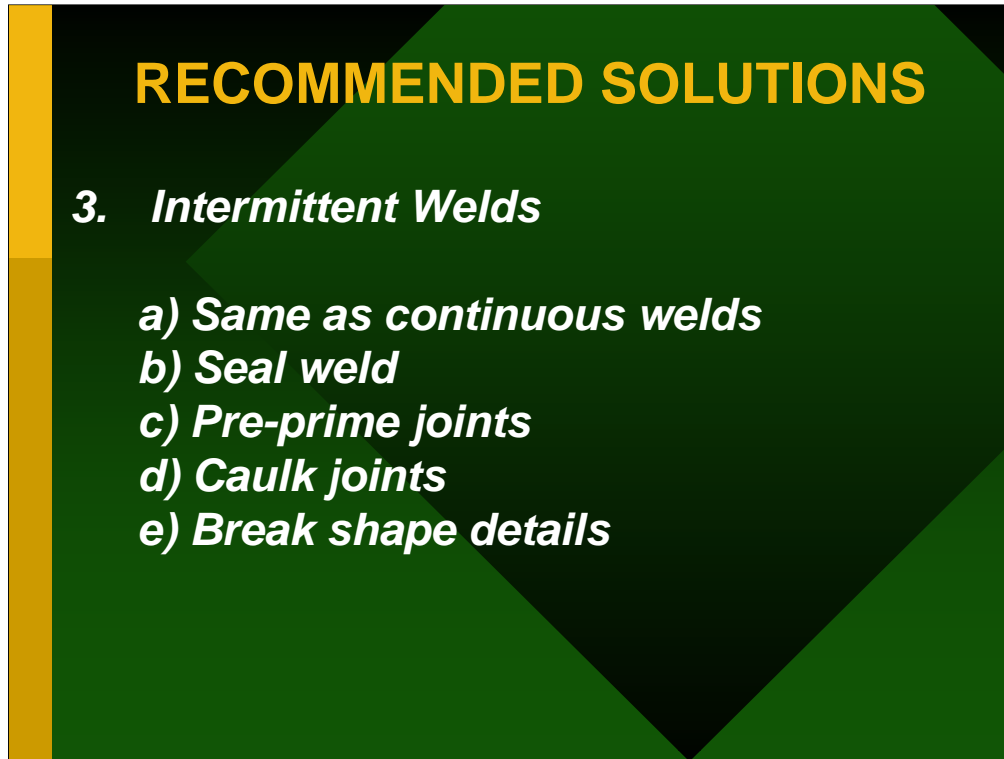 RECOMMENDED SOLUTIONS
3. Intermittent Welds
a) Same as continuous welds
b) Seal weld
c) Pre-prime joints
d) Caulk joints
e) Break shape details